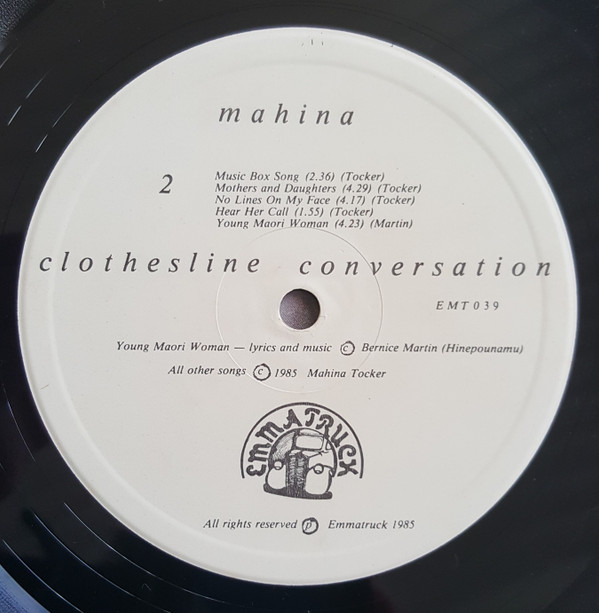 mahina
2
Music Box Song (2.36) (Tocker)
Mothers and Daughters (4.29) (Tocker)
No Lines On My Face (4.17) (Tocker)
Hear Her Call (1.55) (Tocker)
Young Maori Woman (4.23) (Martin)
clothesline conversation
EMT039
Young Maori Woman — lyrics and music © Bernice Martin (Hinepounamu)
All other songs © 1985 Mahina Tocker
EMMATRUCK
All rights reserved ℗ Emmatruck 1985